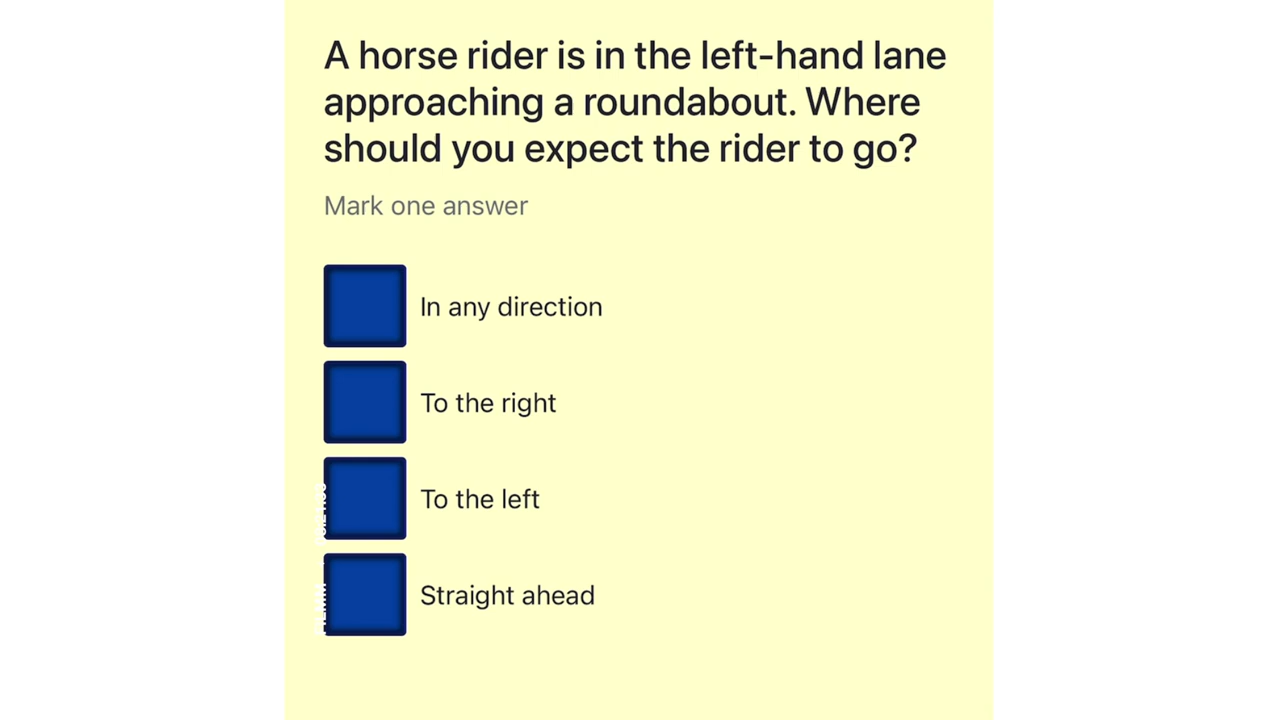 A horse rider is in the left-hand lane
approaching a roundabout. Where
should you expect the rider to go?
Mark one answer
In any direction
To the right
To the left
Straight ahead